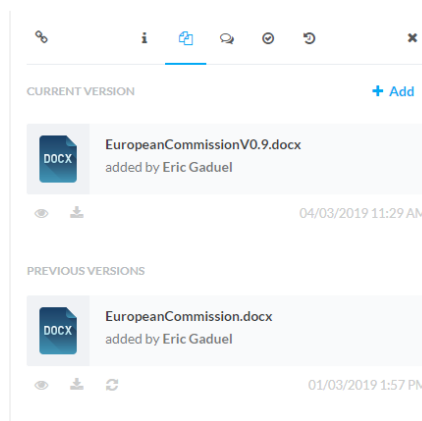 CURRENT VERSION
+ Add
DOCX
EuropeanCommissionV0.9.docx
added by Eric Gaduel
04/03/2019 11:29 AM
PREVIOUS VERSIONS
DOCX
EuropeanCommission.docx
added by Eric Gaduel
01/03/2019 1:57 PM